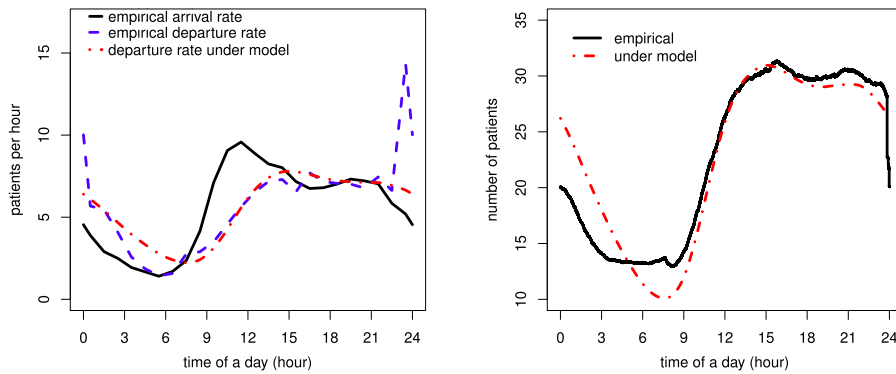 empirical arrival rate
empirical departure rate
departure rate under model
patients per hour
0
5
10
15
0 3 6 9 12 15 18 21 24
time of a day (hour)
empirical
under model
number of patients
10
15
20
25
30
35
0 3 6 9 12 15 18 21 24
time of a day (hour)